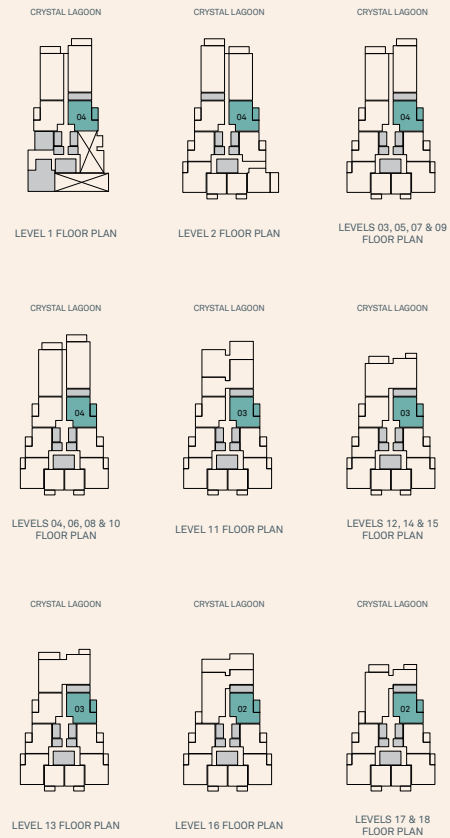 CRYSTAL LAGOON
CRYSTAL LAGOON
CRYSTAL LAGOON
04
04
04
LEVEL 1 FLOOR PLAN
LEVEL 2 FLOOR PLAN
LEVELS 03, 05, 07 & 09
FLOOR PLAN
CRYSTAL LAGOON
CRYSTAL LAGOON
CRYSTAL LAGOON
04
03
03
LEVELS 04, 06, 08 & 10
FLOOR PLAN
LEVEL 11 FLOOR PLAN
LEVELS 12, 14 & 15
FLOOR PLAN
CRYSTAL LAGOON
CRYSTAL LAGOON
CRYSTAL LAGOON
03
02
02
LEVEL 13 FLOOR PLAN
LEVEL 16 FLOOR PLAN
LEVELS 17 & 18
FLOOR PLAN